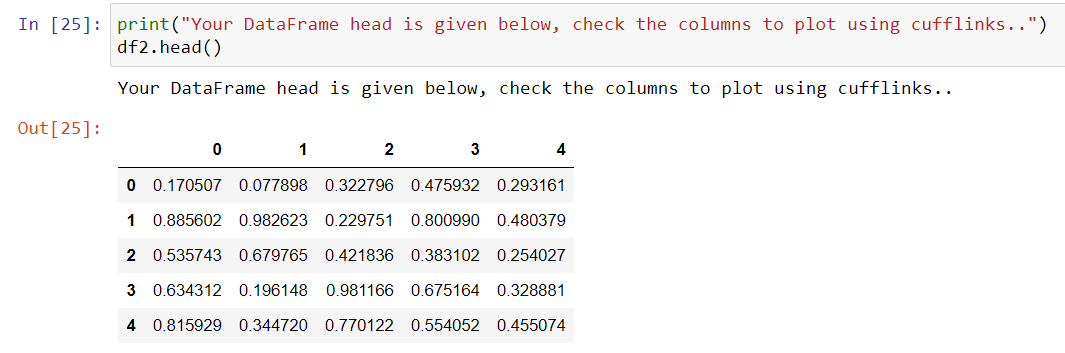 In [25]: print("Your DataFrame head is given below, check the columns to plot using cufflinks..")
df2.head()
Your DataFrame head is given below, check the columns to plot using cufflinks..
Out[25]:
0 1 2 3 4
0 0.170507 0.077898 0.322796 0.475932 0.293161
1 0.885602 0.982623 0.229751 0.800990 0.480379
2 0.535743 0.679765 0.421836 0.383102 0.254027
3 0.634312 0.196148 0.981166 0.675164 0.328881
4 0.815929 0.344720 0.770122 0.554052 0.455074